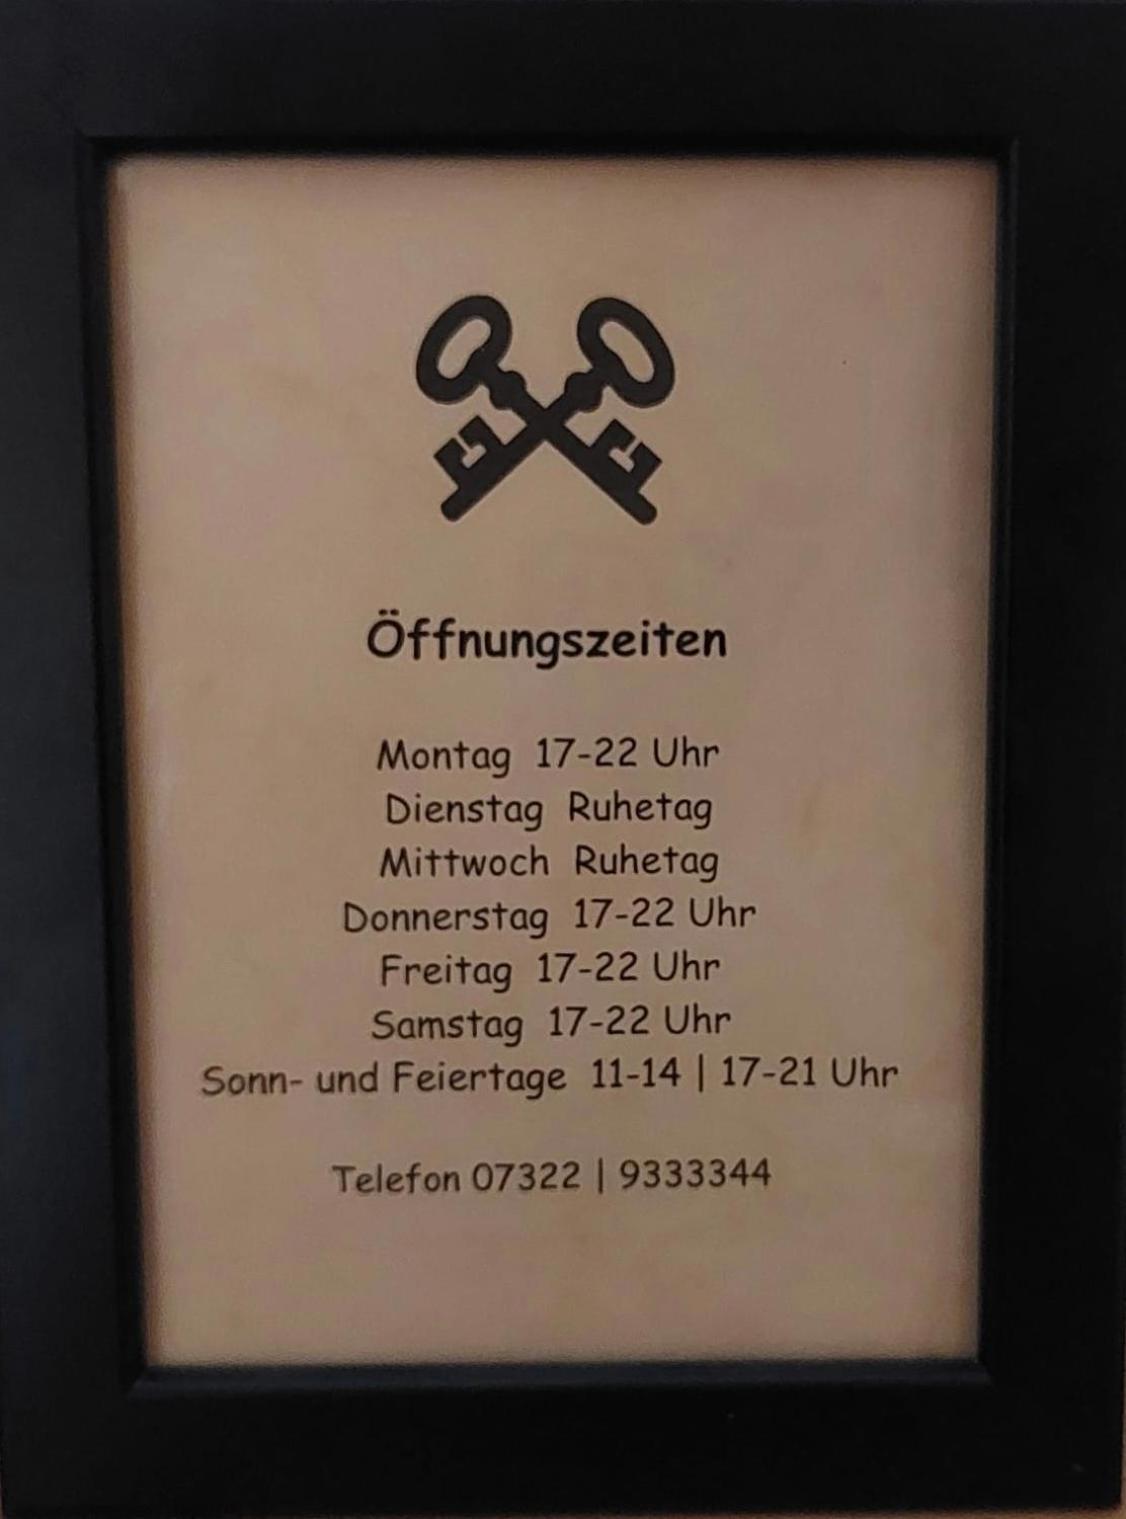 Öffnungszeiten
Montag 17-22 Uhr
Dienstag Ruhetag
Mittwoch Ruhetag
Donnerstag 17-22 Uhr
Freitag 17-22 Uhr
Samstag 17-22 Uhr
Sonn- und Feiertage 11-14 | 17-21 Uhr
Telefon 07322 | 9333344